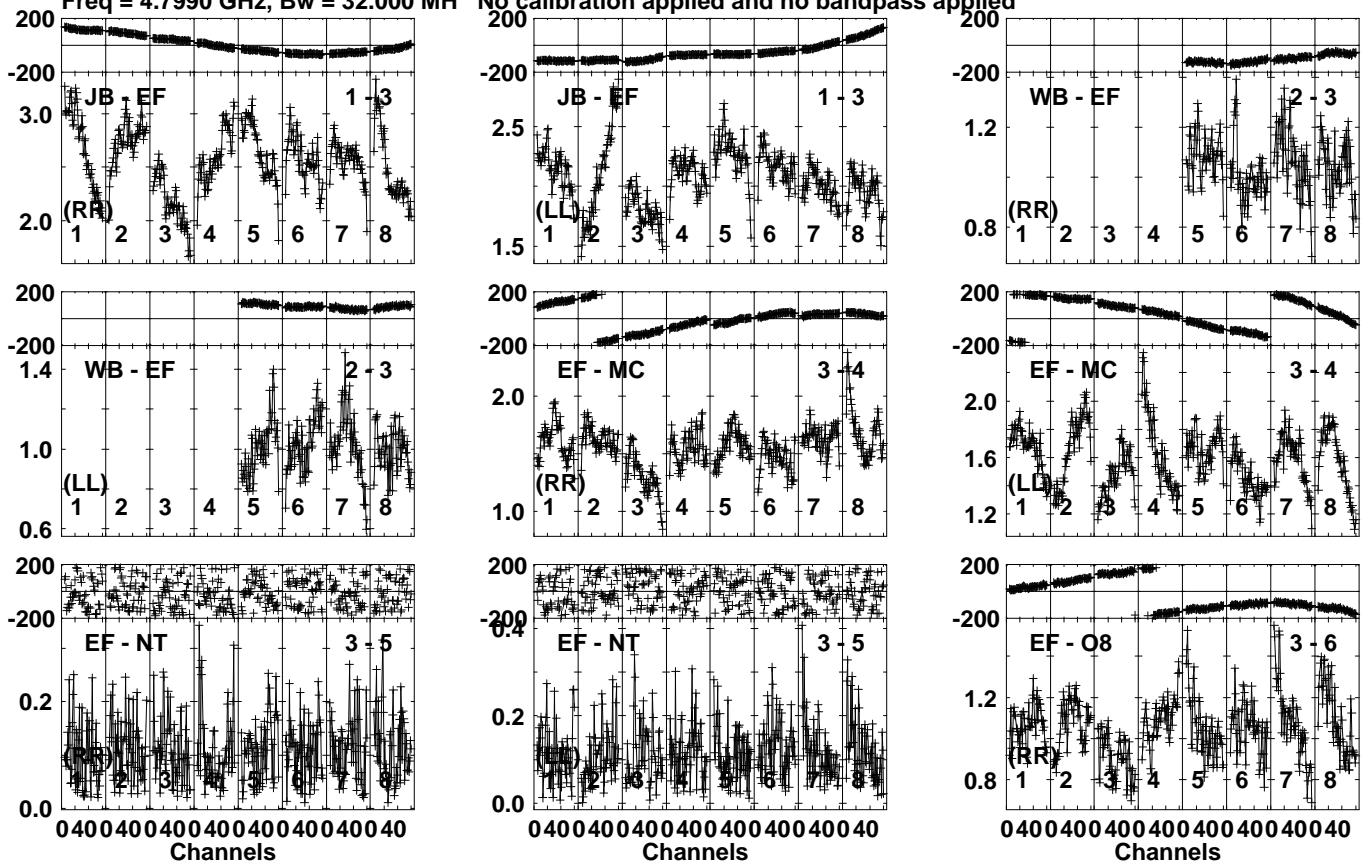 Freq = 4.7990 GHz, Bw = 32.000 MH No calibration applied and no bandpass applied
200
-200
JB - EF
1 - 3
3.0
2.0
(RR)
1 2 3 4 5 6 7 8
200
-200
JB - EF
1 - 3
2.5
1.5
(LL)
1 2 3 4 5 6 7 8
200
-200
WB - EF
2 - 3
1.2
0.8
(RR)
1 2 3 4 5 6 7 8
200
-200
WB - EF
2 - 3
1.4
1.0
0.6
(LL)
1 2 3 4 5 6 7 8
200
-200
EF - MC
3 - 4
2.0
1.0
(RR)
1 2 3 4 5 6 7 8
200
-200
EF - MC
3 - 4
2.0
1.6
1.2
(LL)
1 2 3 4 5 6 7 8
200
-200
EF - NT
3 - 5
0.2
0.0
(RR)
1 2 3 4 5 6 7 8
0 40 0 40 0 40 0 40 0 40 0 40 0 40 0 40
Channels
200
-200
EF - NT
3 - 5
0.4
0.2
0.0
(LL)
1 2 3 4 5 6 7 8
0 40 0 40 0 40 0 40 0 40 0 40 0 40 0 40
Channels
200
-200
EF - O8
3 - 6
1.2
0.8
(RR)
1 2 3 4 5 6 7 8
0 40 0 40 0 40 0 40 0 40 0 40 0 40 0 40
Channels